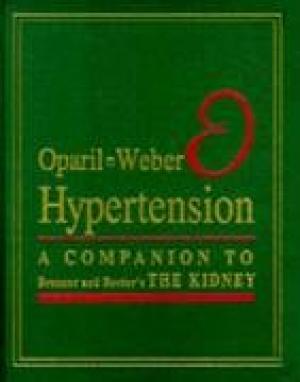 Oparil-Weber
Hypertension
A COMPANION TO
Brenner and Rector's THE KIDNEY